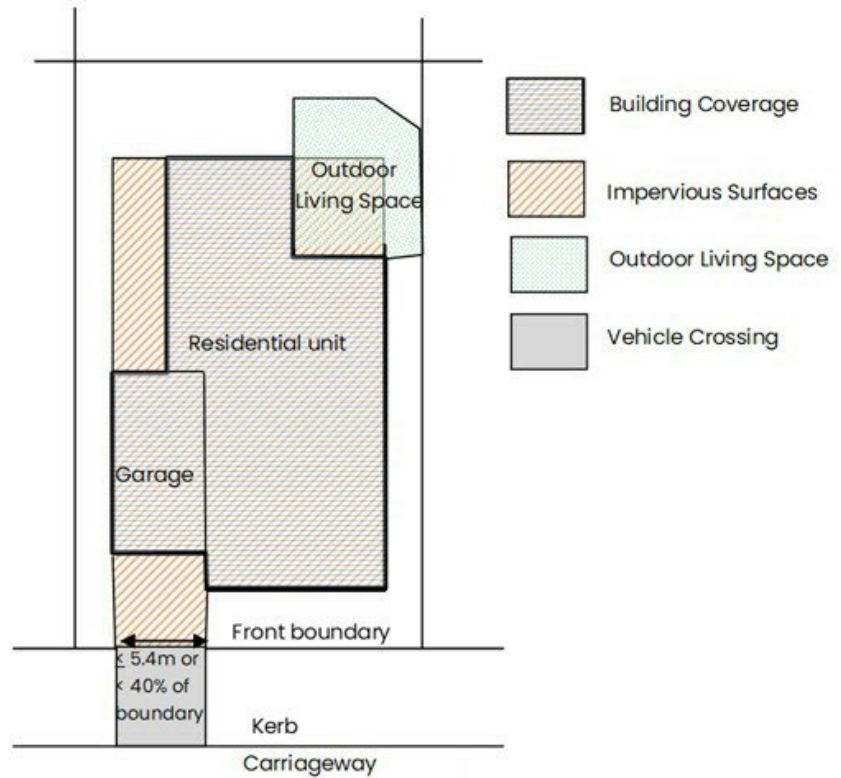 Building Coverage
Outdoor
Living Space
Impervious Surfaces
Outdoor Living Space
Vehicle Crossing
Residential unit
Garage
Front boundary
≤ 5.4m or
< 40% of
boundary
Kerb
Carriageway